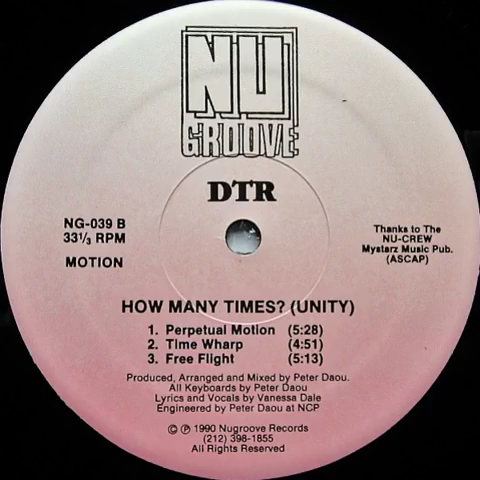 NU
GROOVE
DTR
NG-039 B
33⅓ RPM
MOTION
Thanks to The
NU-CREW
Mystarz Music Pub.
(ASCAP)
HOW MANY TIMES? (UNITY)
1. Perpetual Motion (5:28)
2. Time Wharp (4:51)
3. Free Flight (5:13)
Produced, Arranged and Mixed by Peter Daou.
All Keyboards by Peter Daou
Lyrics and Vocals by Vanessa Dale
Engineered by Peter Daou at NCP
© ℗ 1990 Nugroove Records
(212) 398-1855
All Rights Reserved